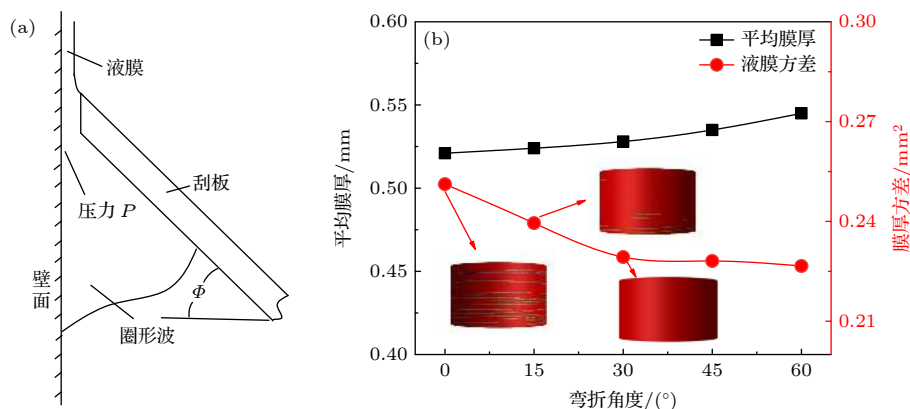 (a)
液膜
刮板
压力 P
壁面
Φ
圈形波
(b)
平均膜厚
液膜方差
平均膜厚/mm
0.60
0.55
0.50
0.45
0.40
0 15 30 45 60
弯折角度/(°)
0.30
0.27
0.24
0.21
膜厚方差/mm²